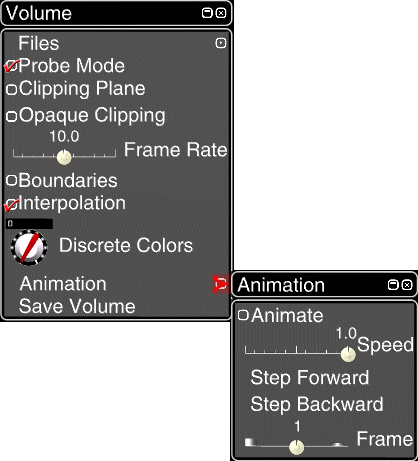 Volume
Files
Probe Mode
Clipping Plane
Opaque Clipping
10.0
Frame Rate
Boundaries
Interpolation
0
Discrete Colors
Animation
Save Volume
Animation
Animate
1.0
Speed
Step Forward
Step Backward
1
Frame